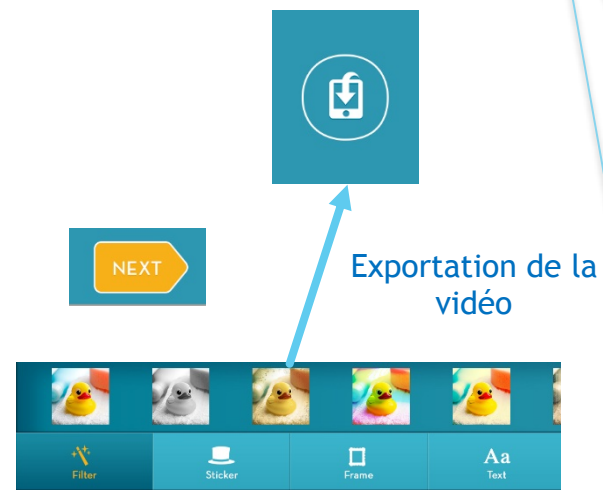 NEXT
Exportation de la
vidéo
Filter
Sticker
Frame
Aa
Text